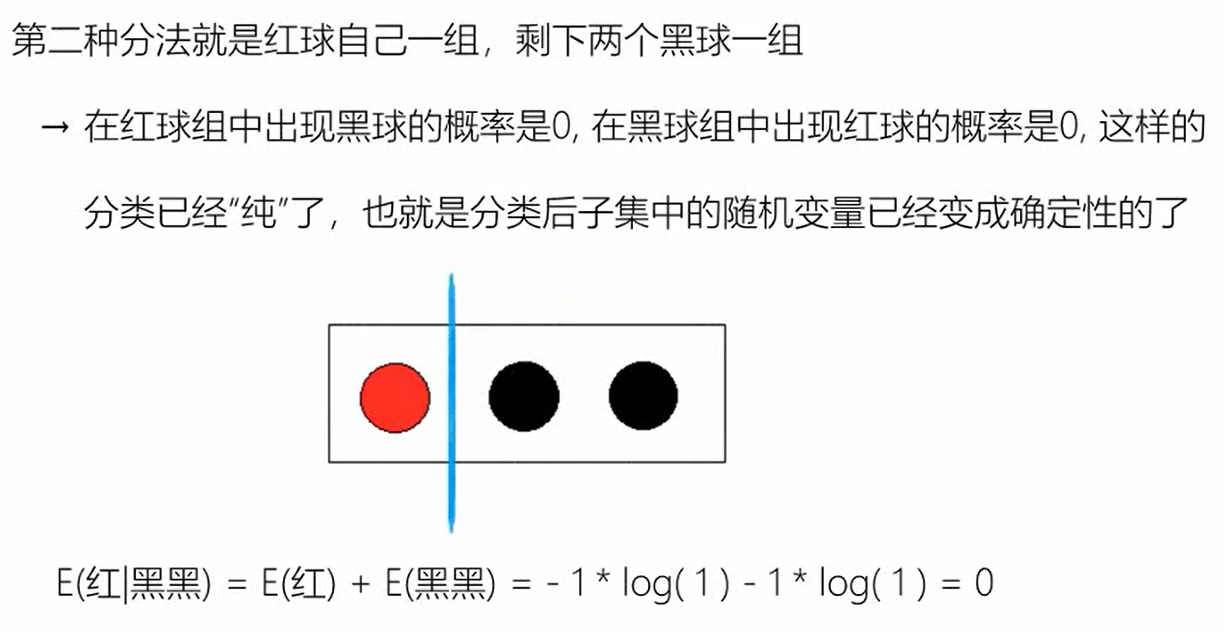 第二种分法就是红球自己一组，剩下两个黑球一组
→ 在红球组中出现黑球的概率是0, 在黑球组中出现红球的概率是0, 这样的
分类已经“纯”了，也就是分类后子集中的随机变量已经变成确定性的了
E(红|黑黑) = E(红) + E(黑黑) = - 1 * log( 1 ) - 1 * log( 1 ) = 0